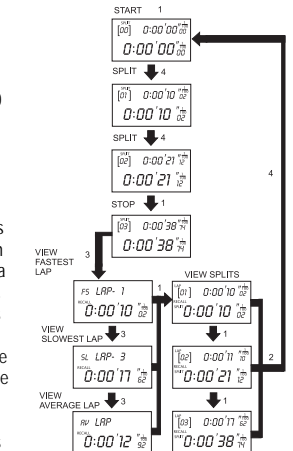 START 1
SPLIT
[00] 0:00'00 00
0:00'00 00
SPLIT 4
SPLIT
[01] 0:00'10 02
0:00'10 02
SPLIT 4
SPLIT
[02] 0:00'21 12
0:00'21 12
STOP 1
SPLIT
[03] 0:00'38 74
0:00'38 74
4
VIEW
FASTEST
LAP
3
FS LAP- 1
RECALL
0:00'10 02
1
VIEW
SLOWEST LAP
3
SL LAP- 3
RECALL
0:00'17 62
VIEW
AVERAGE LAP
3
AV LAP
RECALL
0:00'12 92
VIEW SPLITS
LAP
[01] 0:00'10 02
RECALL
SPLIT 0:00'10 02
1
LAP
[02] 0:00'11 10
RECALL
SPLIT 0:00'21 12
2
1
LAP
[03] 0:00'17 62
RECALL
SPLIT 0:00'38 74